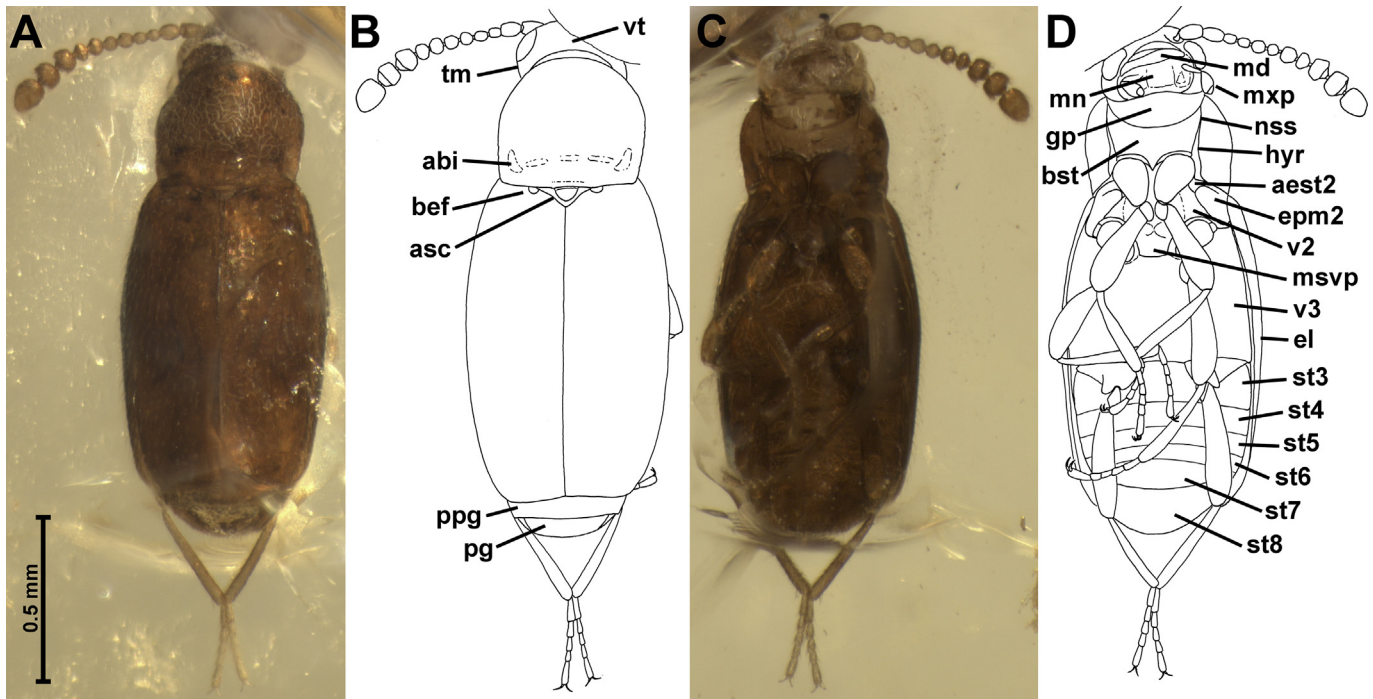 A
0.5 mm
B
vt
tm
abi
bef
asc
ppg
pg
C
D
md
mn
mxp
gp
nss
hyr
bst
aest2
epm2
v2
msvp
v3
el
st3
st4
st5
st6
st7
st8